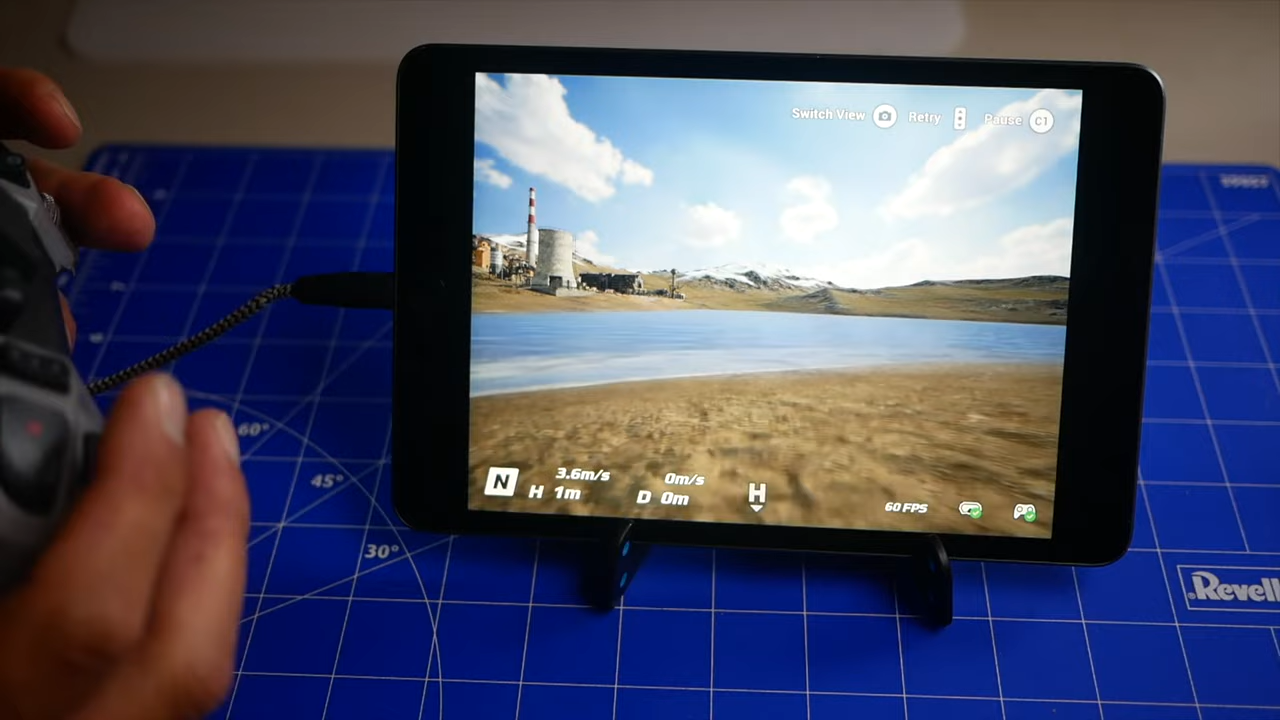 Switch View Retry Pause C1
N 3.6m/s 0m/s H
H 1m D 0m
60 FPS
60°
45°
30°
Revell